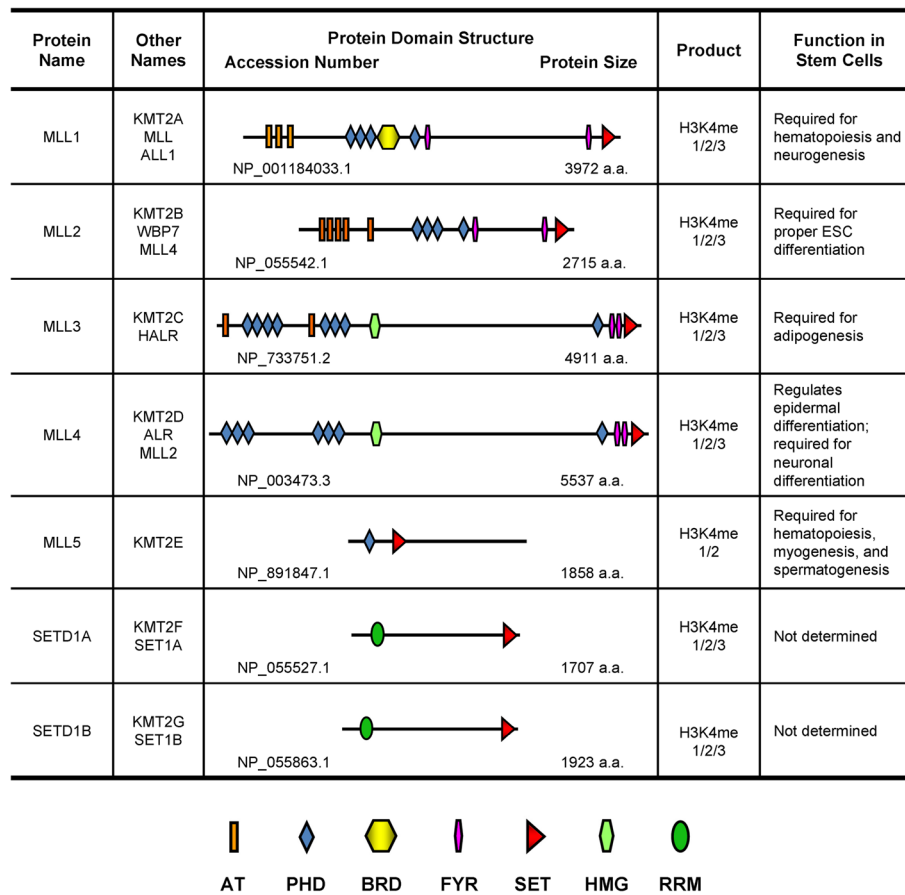 Protein Name
Other Names
Protein Domain Structure
Accession Number
Protein Size
Product
Function in Stem Cells
MLL1
KMT2A
MLL
ALL1
NP_001184033.1
3972 a.a.
H3K4me
1/2/3
Required for
hematopoiesis and
neurogenesis
MLL2
KMT2B
WBP7
MLL4
NP_055542.1
2715 a.a.
H3K4me
1/2/3
Required for
proper ESC
differentiation
MLL3
KMT2C
HALR
NP_733751.2
4911 a.a.
H3K4me
1/2/3
Required for
adipogenesis
MLL4
KMT2D
ALR
MLL2
NP_003473.3
5537 a.a.
H3K4me
1/2/3
Regulates
epidermal
differentiation;
required for
neuronal
differentiation
MLL5
KMT2E
NP_891847.1
1858 a.a.
H3K4me
1/2
Required for
hematopoiesis,
myogenesis, and
spermatogenesis
SETD1A
KMT2F
SET1A
NP_055527.1
1707 a.a.
H3K4me
1/2/3
Not determined
SETD1B
KMT2G
SET1B
NP_055863.1
1923 a.a.
H3K4me
1/2/3
Not determined
AT PHD BRD FYR SET HMG RRM